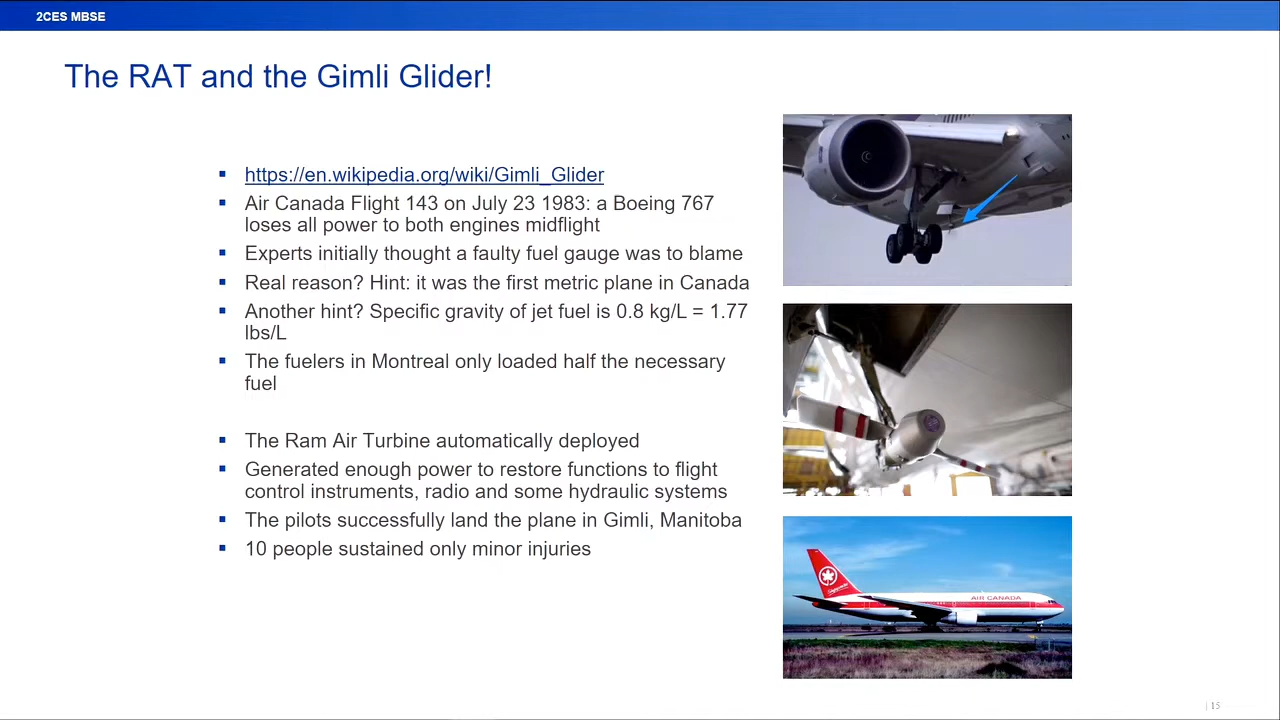 2CES MBSE
The RAT and the Gimli Glider!
https://en.wikipedia.org/wiki/Gimli_Glider
Air Canada Flight 143 on July 23 1983: a Boeing 767
loses all power to both engines midflight
Experts initially thought a faulty fuel gauge was to blame
Real reason? Hint: it was the first metric plane in Canada
Another hint? Specific gravity of jet fuel is 0.8 kg/L = 1.77
lbs/L
The fuelers in Montreal only loaded half the necessary
fuel
The Ram Air Turbine automatically deployed
Generated enough power to restore functions to flight
control instruments, radio and some hydraulic systems
The pilots successfully land the plane in Gimli, Manitoba
10 people sustained only minor injuries
AIR CANADA
| 15